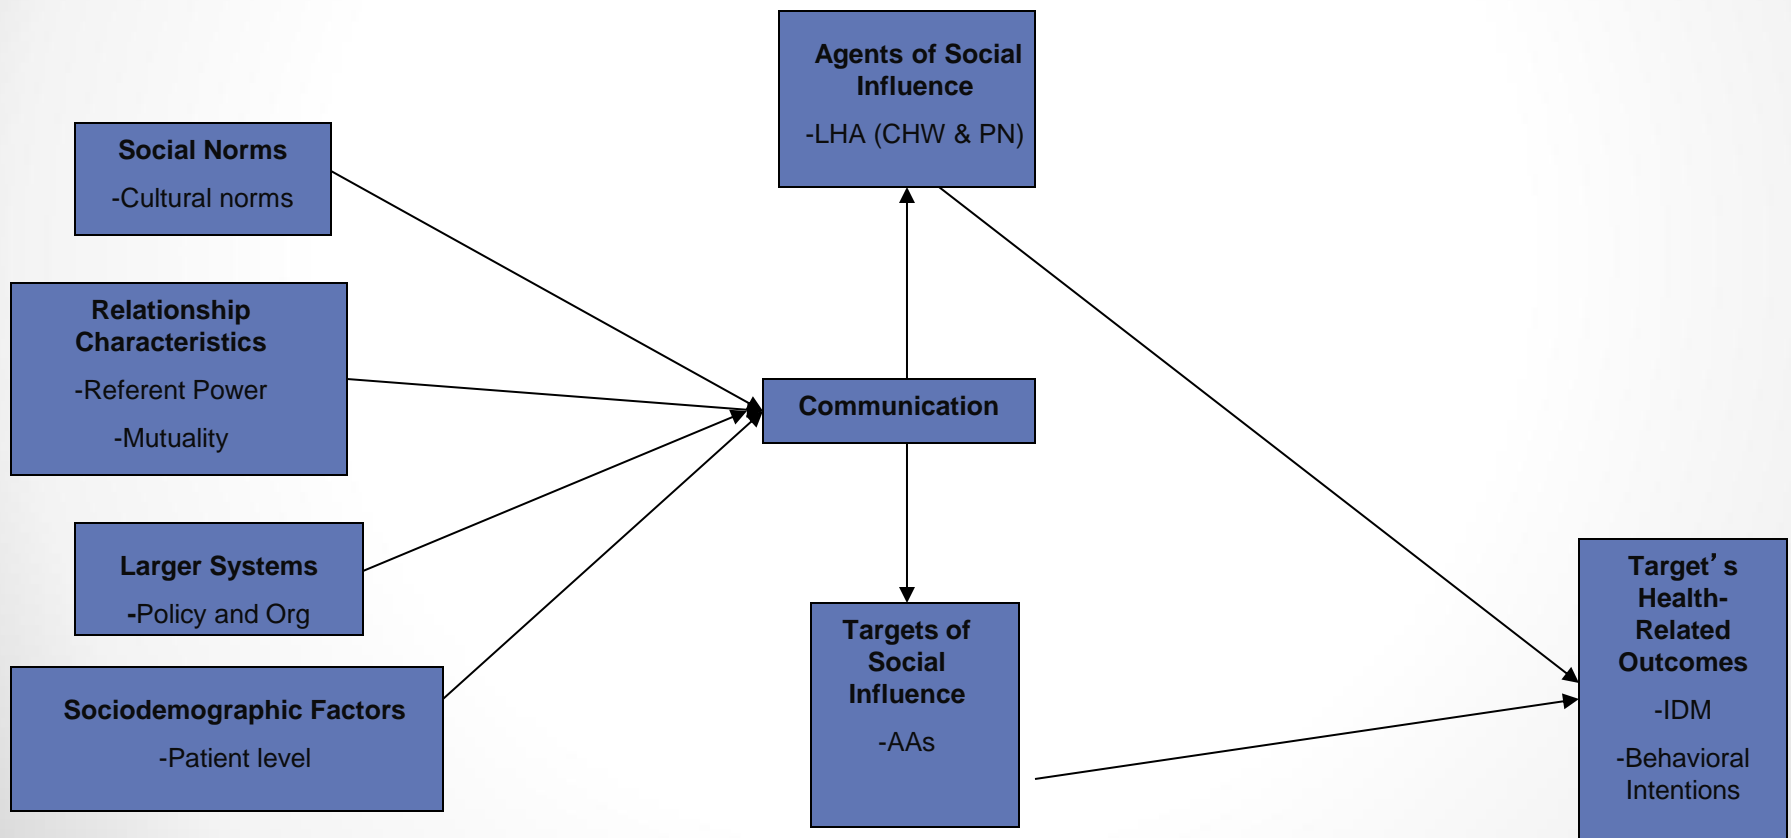 Agents of Social
Influence
-LHA (CHW & PN)
Social Norms
-Cultural norms
Relationship
Characteristics
-Referent Power
-Mutuality
Communication
Larger Systems
-Policy and Org
Sociodemographic Factors
-Patient level
Targets of
Social
Influence
-AAs
Target’s
Health-
Related
Outcomes
-IDM
-Behavioral
Intentions